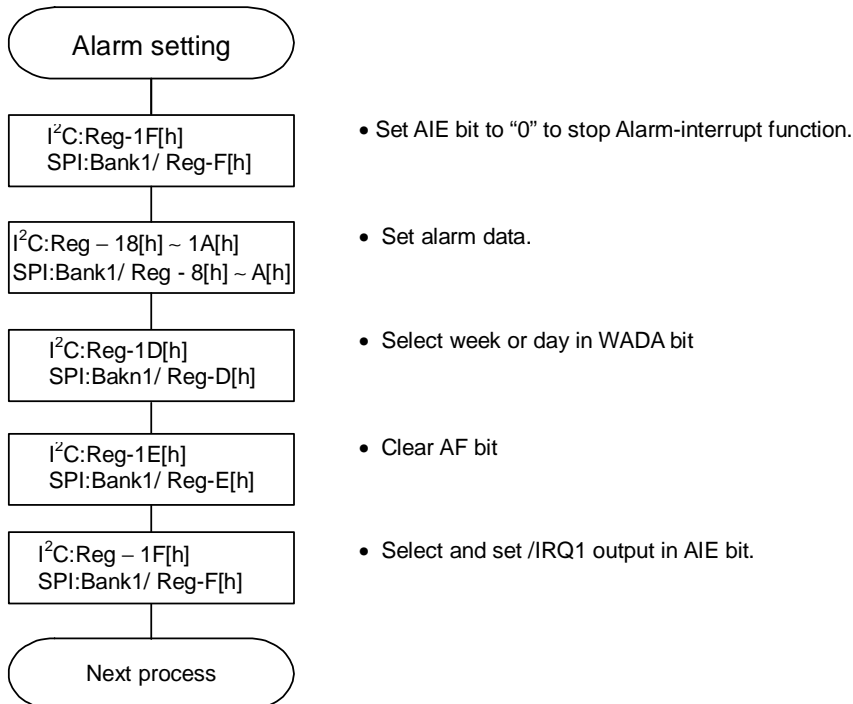 Alarm setting
I²C:Reg-1F[h]
SPI:Bank1/ Reg-F[h]
• Set AIE bit to “0” to stop Alarm-interrupt function.
I²C:Reg – 18[h] ~ 1A[h]
SPI:Bank1/ Reg - 8[h] ~ A[h]
• Set alarm data.
I²C:Reg-1D[h]
SPI:Bakn1/ Reg-D[h]
• Select week or day in WADA bit
I²C:Reg-1E[h]
SPI:Bank1/ Reg-E[h]
• Clear AF bit
I²C:Reg – 1F[h]
SPI:Bank1/ Reg-F[h]
• Select and set /IRQ1 output in AIE bit.
Next process